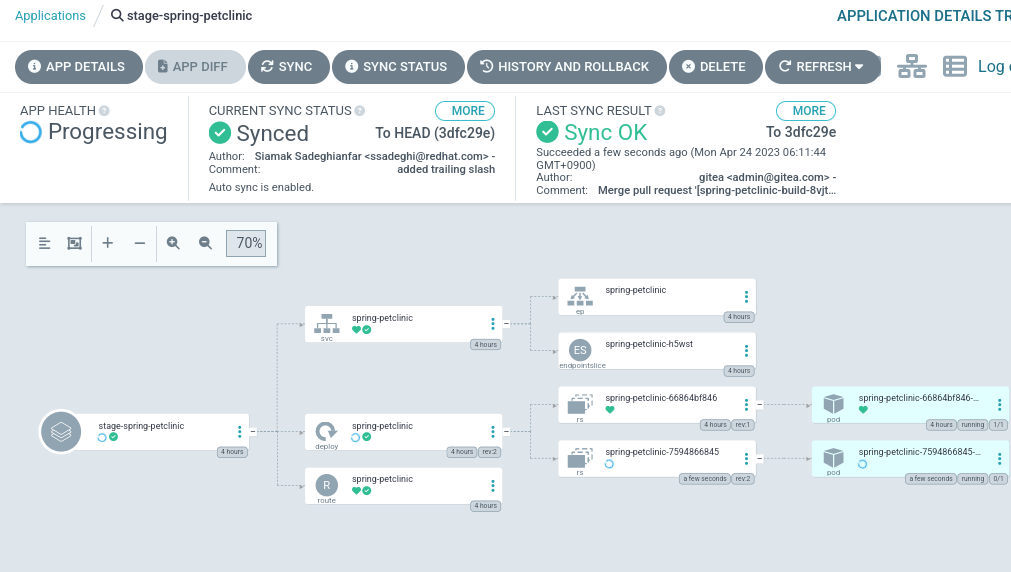 Applications / stage-spring-petclinic
APPLICATION DETAILS TR
APP DETAILS
APP DIFF
SYNC
SYNC STATUS
HISTORY AND ROLLBACK
DELETE
REFRESH
Log
APP HEALTH
Progressing
CURRENT SYNC STATUS
MORE
Synced
To HEAD (3dfc29e)
Author: Siamak Sadeghianfar <ssadeghi@redhat.com> -
Comment: added trailing slash
Auto sync is enabled.
LAST SYNC RESULT
MORE
Sync OK
To 3dfc29e
Succeeded a few seconds ago (Mon Apr 24 2023 06:11:44
GMT+0900)
Author: gitea <admin@gitea.com> -
Comment: Merge pull request '[spring-petclinic-build-8vjt...
70%
stage-spring-petclinic
4 hours
spring-petclinic
svc
4 hours
spring-petclinic
deploy
4 hours
rev:2
R
spring-petclinic
route
4 hours
spring-petclinic
ep
4 hours
ES
spring-petclinic-h5wst
endpointslice
4 hours
spring-petclinic-66864bf846
rs
4 hours
rev:1
spring-petclinic-7594866845
rs
a few seconds
rev:2
spring-petclinic-66864bf846-...
pod
4 hours
running
1/1
spring-petclinic-7594866845-...
pod
a few seconds
running
0/1